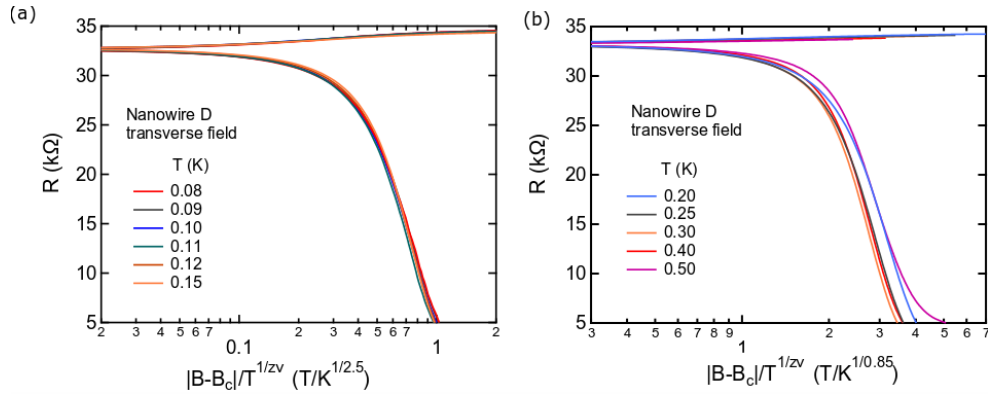 (a)
35
30
25
20
15
10
5
R (kΩ)
Nanowire D
transverse field
T (K)
0.08
0.09
0.10
0.11
0.12
0.15
2 3 4 5 6 7 0.1 2 3 4 5 6 7 1 2
|B-Bc|/T^1/zν (T/K^1/2.5)
(b)
35
30
25
20
15
10
5
R (kΩ)
Nanowire D
transverse field
T (K)
0.20
0.25
0.30
0.40
0.50
3 4 5 6 7 8 9 1 2 3 4 5 6 7
|B-Bc|/T^1/zν (T/K^1/0.85)